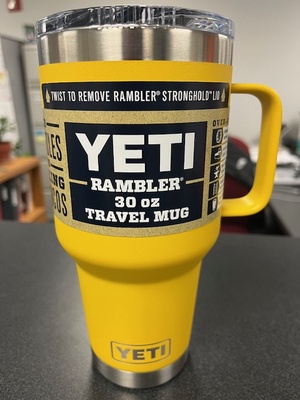 TWIST TO REMOVE RAMBLER® STRONGHOLD™ LID
YETI
RAMBLER®
30 oz
TRAVEL MUG
YETI